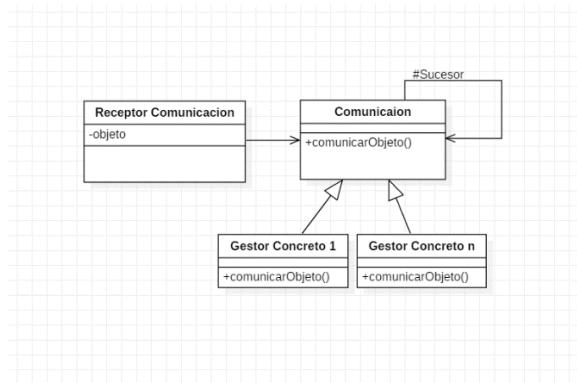 #Sucesor
Receptor Comunicacion
-objeto
Comunicaion
+comunicarObjeto()
Gestor Concreto 1
+comunicarObjeto()
Gestor Concreto n
+comunicarObjeto()